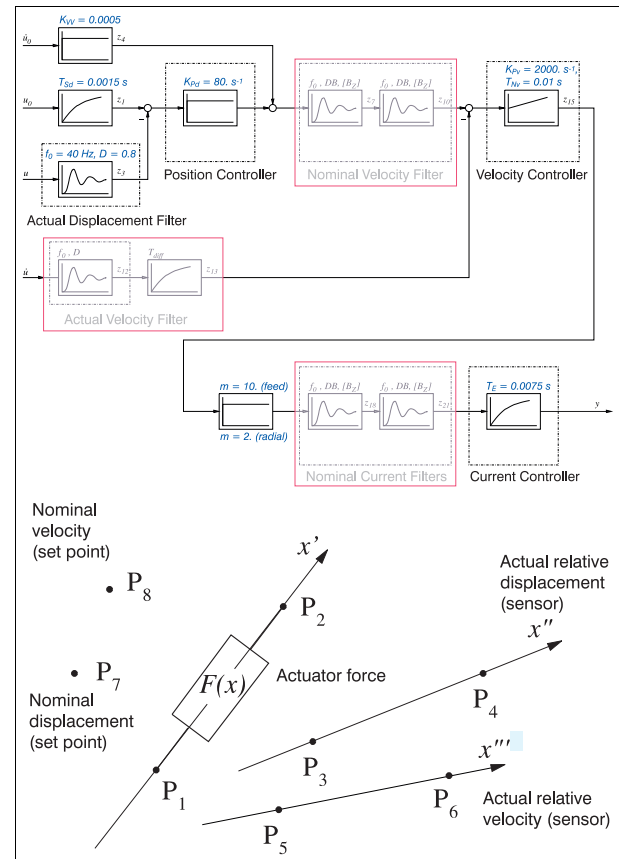 K_VV = 0.0005
u̇₀
z₄
T_Sd = 0.0015 s
K_Pd = 80. s⁻¹
f₀, DB, [B_Z]
f₀, DB, [B_Z]
K_Pv = 2000. s⁻¹,
T_Nv = 0.01 s
u₀
z₁
z₇
z₁₀
z₁₅
f₀ = 40 Hz, D = 0.8
Position Controller
Nominal Velocity Filter
Velocity Controller
u
z₃
Actual Displacement Filter
f₀, D
T_diff
u̇
z₁₂
z₁₃
Actual Velocity Filter
m = 10. (feed)
f₀, DB, [B_Z]
f₀, DB, [B_Z]
T_E = 0.0075 s
z₁₈
z₂₁
y
m = 2. (radial)
Nominal Current Filters
Current Controller
Nominal
velocity
(set point)
P₈
x'
P₂
Actual relative
displacement
(sensor)
x''
P₇
Nominal
displacement
(set point)
F(x)
Actuator force
P₄
P₃
P₁
x'''
P₆
P₅
Actual relative
velocity (sensor)